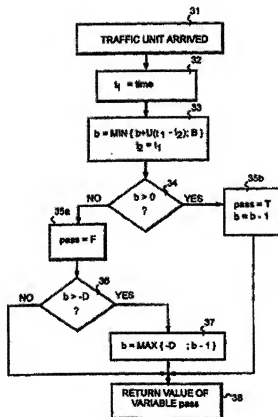 31
TRAFFIC UNIT ARRIVED
32
t₁ = time
33
b = MIN { b+U(t₁ - t₂); B }
t₂ = t₁
34
b > 0
?
NO
YES
35a
pass = F
35b
pass = T
b = b - 1
36
b > -D
?
NO
YES
37
b = MAX { -D ; b - 1 }
RETURN VALUE OF
VARIABLE pass
38